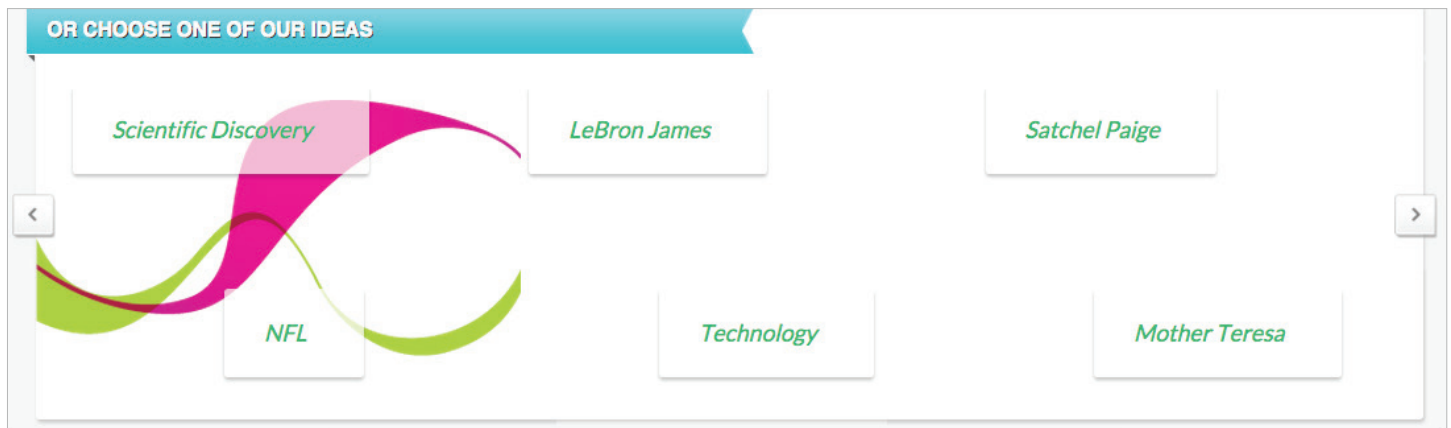 OR CHOOSE ONE OF OUR IDEAS
Scientific Discovery
LeBron James
Satchel Paige
NFL
Technology
Mother Teresa